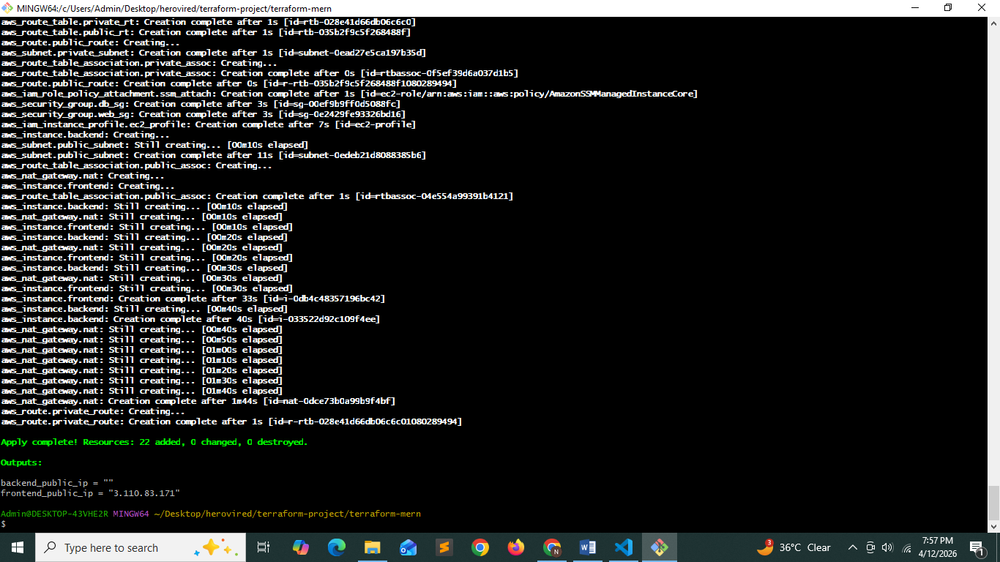 MINGW64:/c/Users/Admin/Desktop/herovired/terraform-project/terraform-mern
aws_route_table.private_rt: Creation complete after 1s [id=rtb-028e41d66db06c6c0]
aws_route_table.public_rt: Creation complete after 1s [id=rtb-035b2f9c5f268488f]
aws_route.public_route: Creating...
aws_subnet.private_subnet: Creation complete after 1s [id=subnet-0ead27e5ca197b35d]
aws_route_table_association.private_assoc: Creating...
aws_route_table_association.private_assoc: Creation complete after 0s [id=rtbassoc-0f5ef39d6a037d1b5]
aws_route.public_route: Creation complete after 0s [id=r-rtb-035b2f9c5f268488f1080289494]
aws_iam_role_policy_attachment.ssm_attach: Creation complete after 1s [id=ec2-role/arn:aws:iam::aws:policy/AmazonSSMManagedInstanceCore]
aws_security_group.db_sg: Creation complete after 3s [id=sg-00ef9b9ff0d5088fc]
aws_security_group.web_sg: Creation complete after 3s [id=sg-0e2429fe93326bd16]
aws_iam_instance_profile.ec2_profile: Creation complete after 7s [id=ec2-profile]
aws_instance.backend: Creating...
aws_subnet.public_subnet: Still creating... [00m10s elapsed]
aws_subnet.public_subnet: Creation complete after 11s [id=subnet-0edeb21d8088385b6]
aws_route_table_association.public_assoc: Creating...
aws_nat_gateway.nat: Creating...
aws_instance.frontend: Creating...
aws_route_table_association.public_assoc: Creation complete after 1s [id=rtbassoc-04e554a99391b4121]
aws_instance.backend: Still creating... [00m10s elapsed]
aws_nat_gateway.nat: Still creating... [00m10s elapsed]
aws_instance.frontend: Still creating... [00m10s elapsed]
aws_instance.backend: Still creating... [00m20s elapsed]
aws_nat_gateway.nat: Still creating... [00m20s elapsed]
aws_instance.frontend: Still creating... [00m20s elapsed]
aws_instance.backend: Still creating... [00m30s elapsed]
aws_nat_gateway.nat: Still creating... [00m30s elapsed]
aws_instance.frontend: Still creating... [00m30s elapsed]
aws_instance.frontend: Creation complete after 33s [id=i-0db4c48357196bc42]
aws_instance.backend: Still creating... [00m40s elapsed]
aws_instance.backend: Creation complete after 40s [id=i-033522d92c109f4ee]
aws_nat_gateway.nat: Still creating... [00m40s elapsed]
aws_nat_gateway.nat: Still creating... [00m50s elapsed]
aws_nat_gateway.nat: Still creating... [01m00s elapsed]
aws_nat_gateway.nat: Still creating... [01m10s elapsed]
aws_nat_gateway.nat: Still creating... [01m20s elapsed]
aws_nat_gateway.nat: Still creating... [01m30s elapsed]
aws_nat_gateway.nat: Still creating... [01m40s elapsed]
aws_nat_gateway.nat: Creation complete after 1m44s [id=nat-0dce73b0a99b9f4bf]
aws_route.private_route: Creating...
aws_route.private_route: Creation complete after 1s [id=r-rtb-028e41d66db06c6c01080289494]
Apply complete! Resources: 22 added, 0 changed, 0 destroyed.
Outputs:
backend_public_ip = ""
frontend_public_ip = "3.110.83.171"
Admin@DESKTOP-43VHE2R MINGW64 ~/Desktop/herovired/terraform-project/terraform-mern
$
Type here to search
3
36°C Clear
7:57 PM
4/12/2026
1